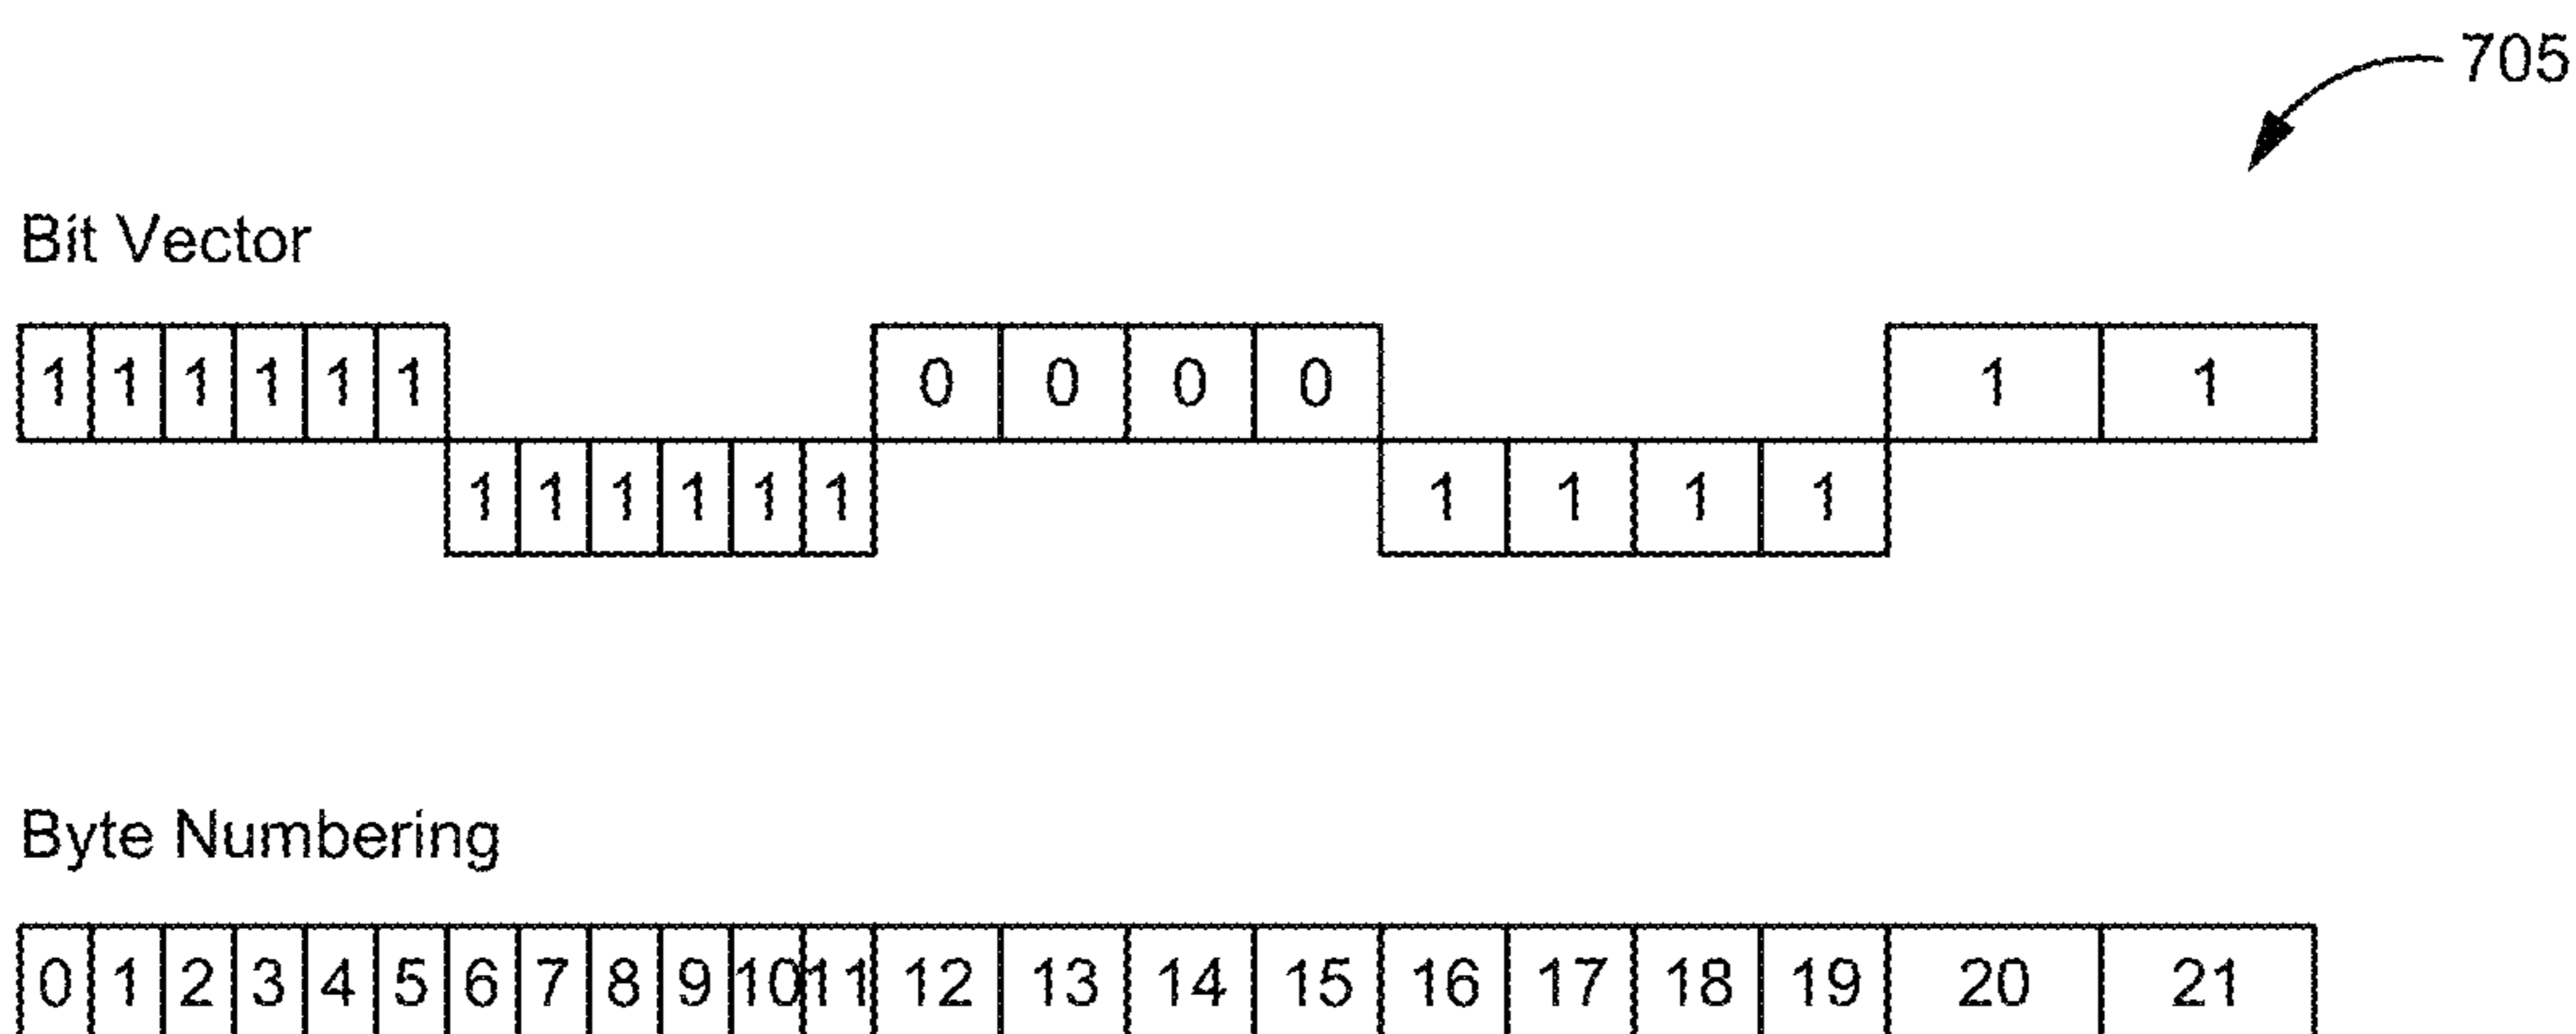 705
Bit Vector
1 1 1 1 1 1 0 0 0 0 1 1
1 1 1 1 1 1 1 1 1 1
Byte Numbering
0 1 2 3 4 5 6 7 8 9 10 11 12 13 14 15 16 17 18 19 20 21